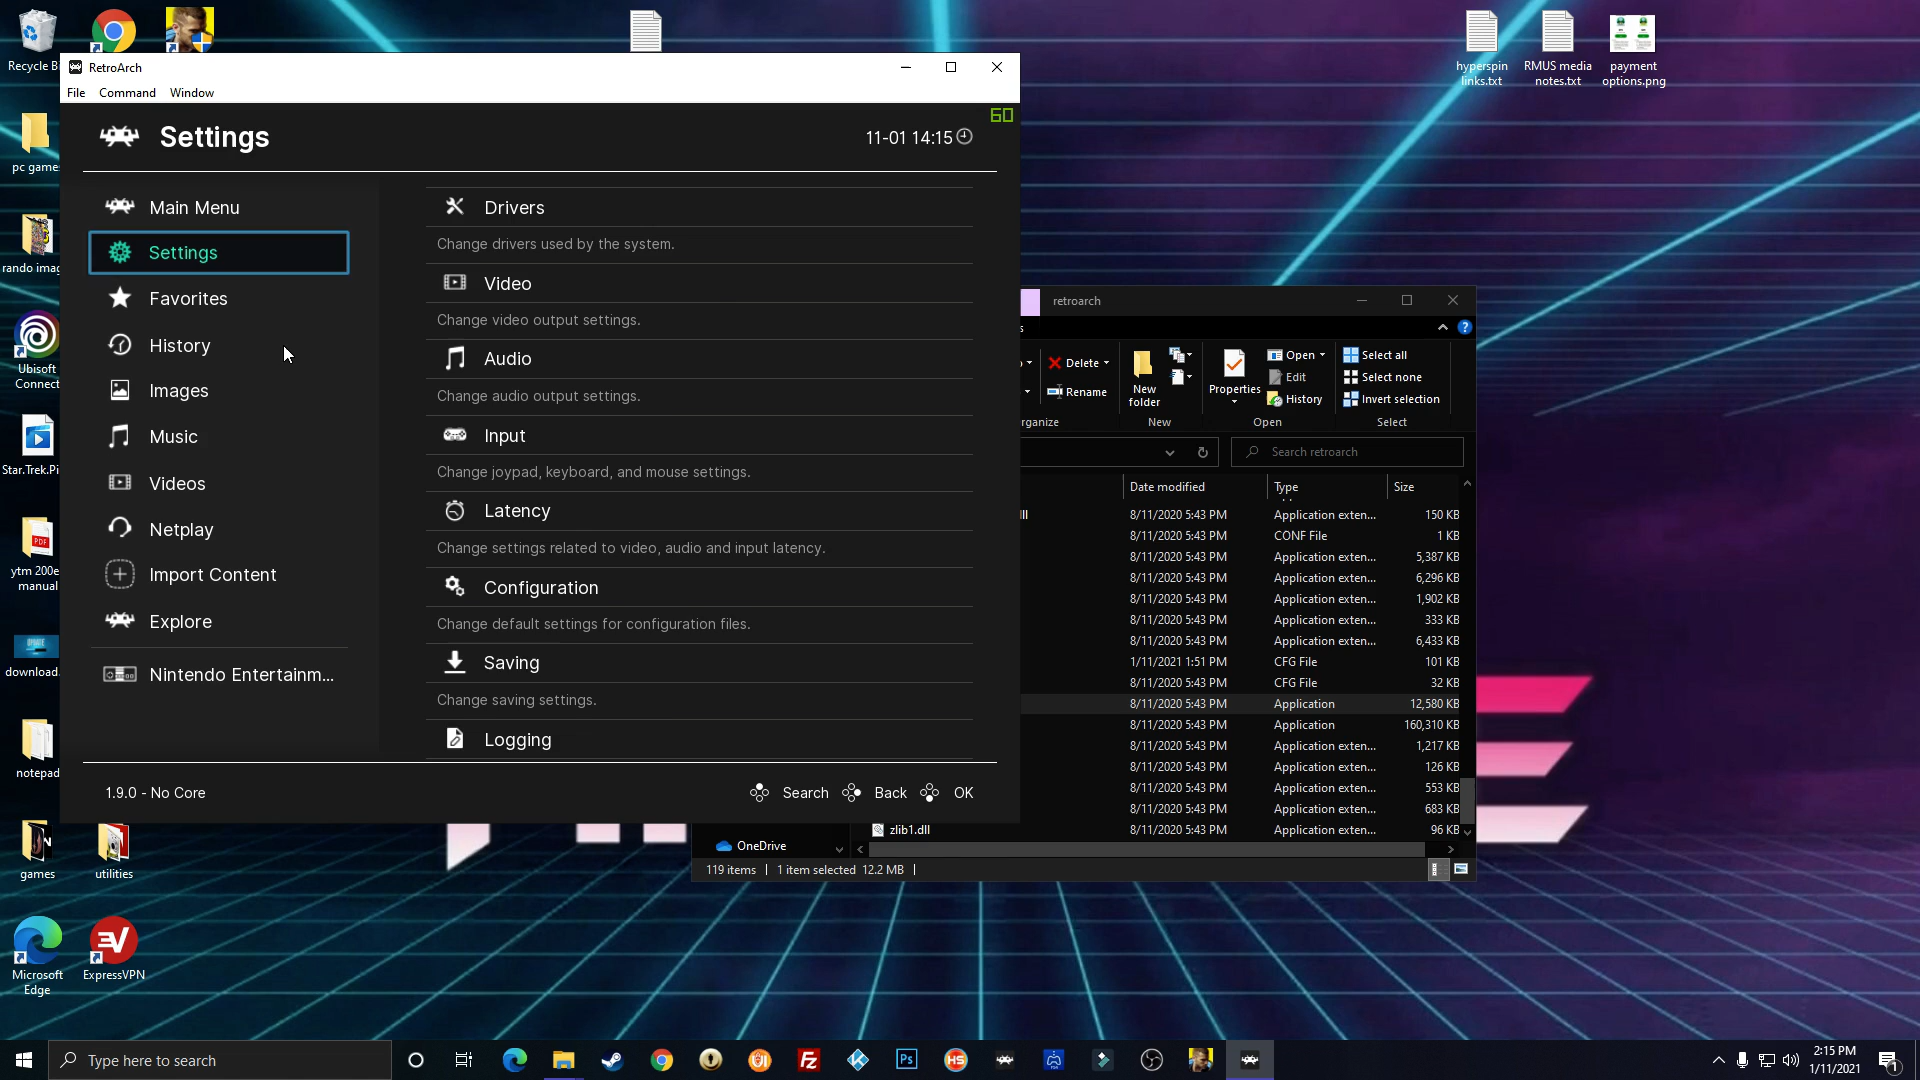 Recycle Bi
hyperspin links.txt
RMUS media notes.txt
payment options.png
RetroArch
File Command Window
60
Settings
11-01 14:15
Main Menu
Settings
Favorites
History
Images
Music
Videos
Netplay
Import Content
Explore
Nintendo Entertainm...
Drivers
Change drivers used by the system.
Video
Change video output settings.
Audio
Change audio output settings.
Input
Change joypad, keyboard, and mouse settings.
Latency
Change settings related to video, audio and input latency.
Configuration
Change default settings for configuration files.
Saving
Change saving settings.
Logging
1.9.0 - No Core
Search Back OK
pc game
rando imag
Ubisoft
Connect
Star.Trek.Pi
PDF
ytm 200e
manual
download.
notepad
games
utilities
Microsoft
Edge
ExpressVPN
retroarch
s
Delete
Rename
rganize
New
folder
New
Properties
Open
Edit
History
Open
Select all
Select none
Invert selection
Select
Search retroarch
Date modified Type Size
ll 8/11/2020 5:43 PM Application exten... 150 KB
8/11/2020 5:43 PM CONF File 1 KB
8/11/2020 5:43 PM Application exten... 5,387 KB
8/11/2020 5:43 PM Application exten... 6,296 KB
8/11/2020 5:43 PM Application exten... 1,902 KB
8/11/2020 5:43 PM Application exten... 333 KB
8/11/2020 5:43 PM Application exten... 6,433 KB
1/11/2021 1:51 PM CFG File 101 KB
8/11/2020 5:43 PM CFG File 32 KB
8/11/2020 5:43 PM Application 12,580 KB
8/11/2020 5:43 PM Application 160,310 KB
8/11/2020 5:43 PM Application exten... 1,217 KB
8/11/2020 5:43 PM Application exten... 126 KB
8/11/2020 5:43 PM Application exten... 553 KB
8/11/2020 5:43 PM Application exten... 683 KB
zlib1.dll 8/11/2020 5:43 PM Application exten... 96 KB
OneDrive
119 items 1 item selected 12.2 MB
Type here to search
Fz
Ps
HS
2:15 PM
1/11/2021
1